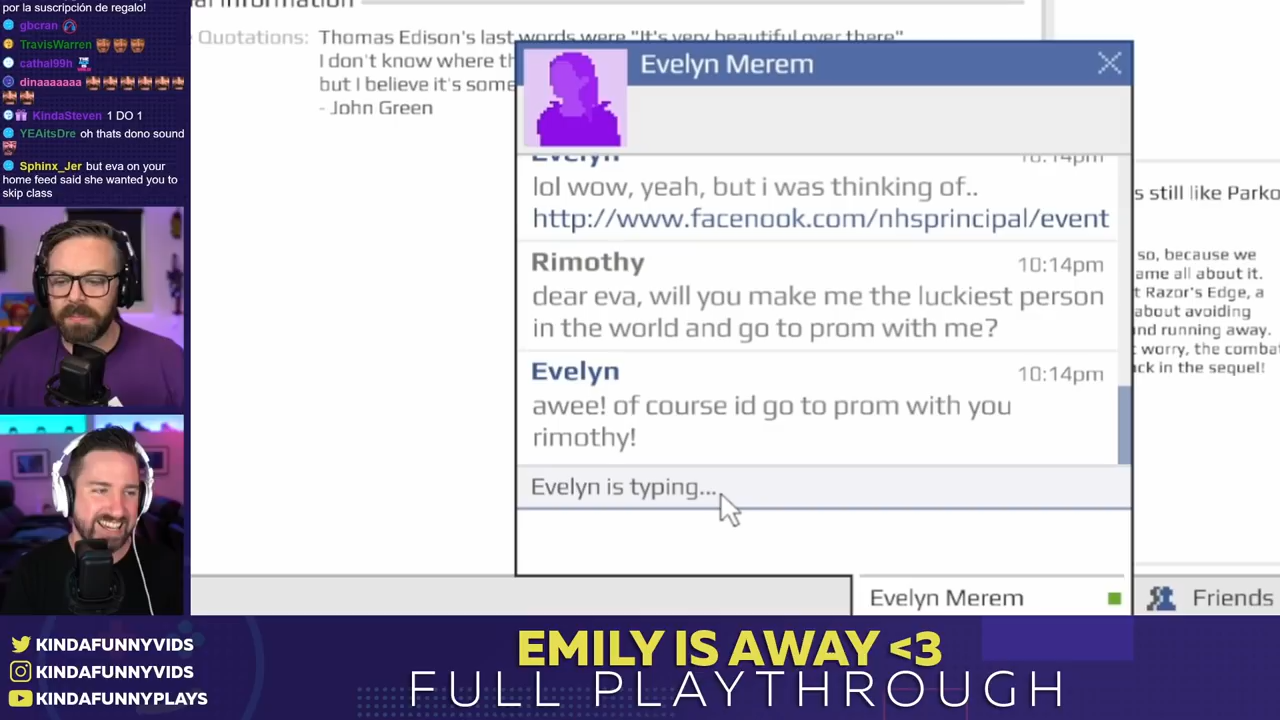 por la suscripción de regalo!
gbcran
TravisWarren
cathal99h
dinaaaaaaa
KindaSteven 1 DO 1
YEAitsDre oh thats dono sound
Sphinx_Jer but eva on your
home feed said she wanted you to
skip class
Quotations:
Thomas Edison's last words were "It's very beautiful over there"
I don't know where th
but I believe it's some
- John Green
Evelyn Merem
Evelyn 10:14pm
lol wow, yeah, but i was thinking of..
http://www.facenook.com/nhsprincipal/event
Rimothy 10:14pm
dear eva, will you make me the luckiest person
in the world and go to prom with me?
Evelyn 10:14pm
awee! of course id go to prom with you
rimothy!
Evelyn is typing...
s still like Parko
so, because we
ame all about it.
t Razor's Edge, a
about avoiding
nd running away.
t worry, the combat
ck in the sequel!
Evelyn Merem
Friends
KINDAFUNNYVIDS
KINDAFUNNYVIDS
KINDAFUNNYPLAYS
EMILY IS AWAY <3
FULL PLAYTHROUGH